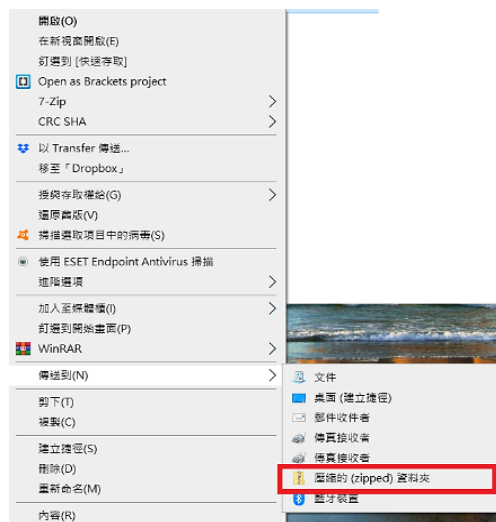 開啟(O)
在新視窗開啟(E)
釘選到 [快速存取]
Open as Brackets project
7-Zip
CRC SHA
以 Transfer 傳送...
移至「Dropbox」
授與存取權給(G)
還原舊版(V)
掃描選取項目中的病毒(S)
使用 ESET Endpoint Antivirus 掃描
進階選項
加入至媒體櫃(I)
釘選到開始畫面(P)
WinRAR
傳送到(N)
文件
桌面 (建立捷徑)
郵件收件者
傳真接收者
傳真接收者
壓縮的 (zipped) 資料夾
藍牙裝置
剪下(T)
複製(C)
建立捷徑(S)
刪除(D)
重新命名(M)
內容(R)